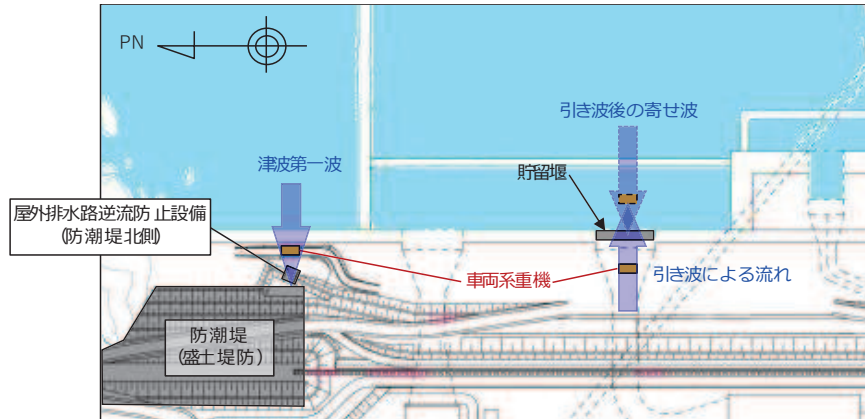 PN
引き波後の寄せ波
津波第一波
貯留堰
屋外排水路逆流防止設備
(防潮堤北側)
車両系重機
引き波による流れ
防潮堤
(盛土堤防)